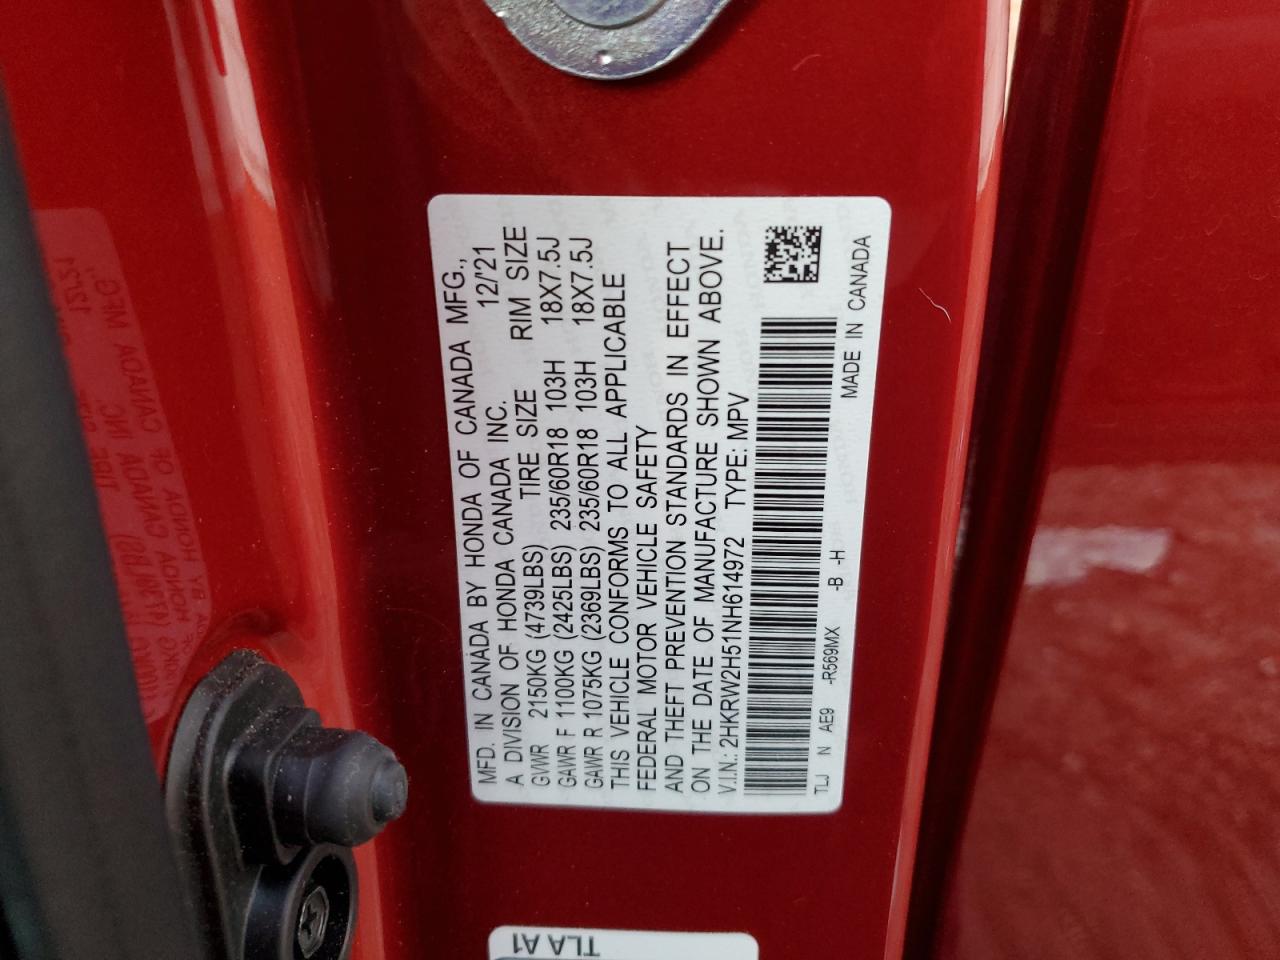 MFD. IN CANADA BY HONDA OF CANADA MFG.,
A DIVISION OF HONDA CANADA INC. 12/'21
GVWR 2150KG (4739LBS) TIRE SIZE RIM SIZE
GAWR F 1100KG (2425LBS) 235/60R18 103H 18X7.5J
GAWR R 1075KG (2369LBS) 235/60R18 103H 18X7.5J
THIS VEHICLE CONFORMS TO ALL APPLICABLE
FEDERAL MOTOR VEHICLE SAFETY
AND THEFT PREVENTION STANDARDS IN EFFECT
ON THE DATE OF MANUFACTURE SHOWN ABOVE.
V.I.N.: 2HKRW2H51NH614972 TYPE: MPV
TLJ N AE9 -R569MX -B -H
MADE IN CANADA
TLA A1